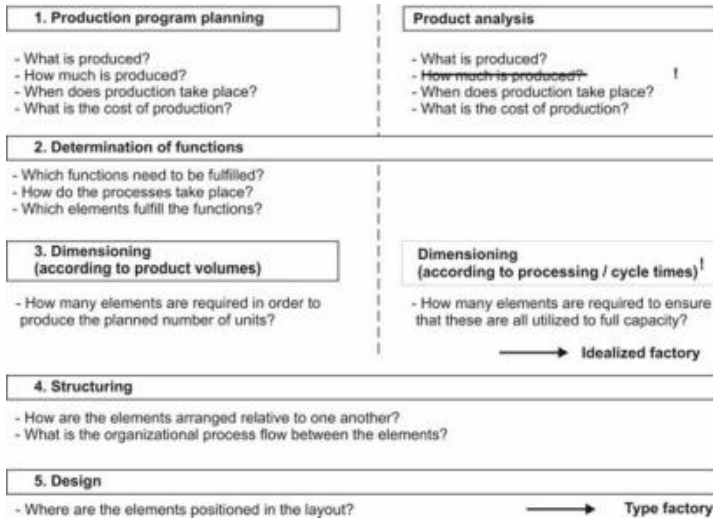 1. Production program planning
- What is produced?
- How much is produced?
- When does production take place?
- What is the cost of production?
Product analysis
- What is produced?
- How much is produced?
!
- When does production take place?
- What is the cost of production?
2. Determination of functions
- Which functions need to be fulfilled?
- How do the processes take place?
- Which elements fulfill the functions?
3. Dimensioning
(according to product volumes)
- How many elements are required in order to
produce the planned number of units?
Dimensioning
(according to processing / cycle times)!
- How many elements are required to ensure
that these are all utilized to full capacity?
Idealized factory
4. Structuring
- How are the elements arranged relative to one another?
- What is the organizational process flow between the elements?
5. Design
- Where are the elements positioned in the layout?
Type factory